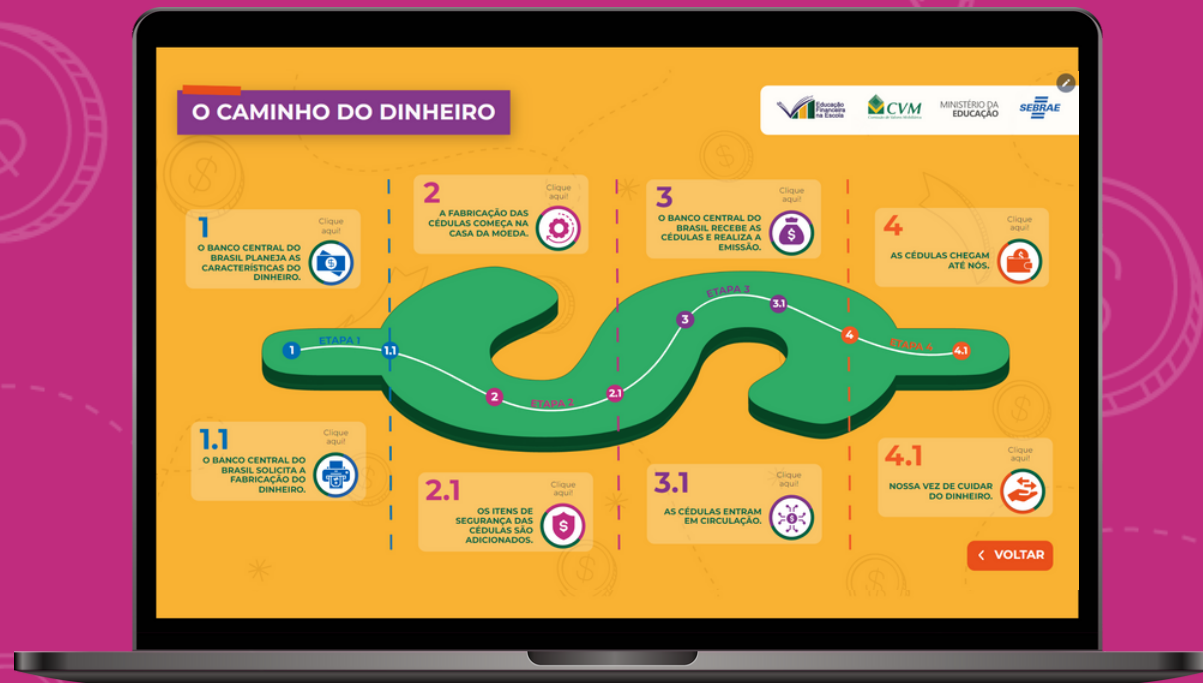 O CAMINHO DO DINHEIRO
Educação
Financeira
na Escola
CVM
Comissão de Valores Mobiliários
MINISTÉRIO DA
EDUCAÇÃO
SEBRAE
1
Clique
aqui!
O BANCO CENTRAL DO
BRASIL PLANEJA AS
CARACTERÍSTICAS DO
DINHEIRO.
2
Clique
aqui!
A FABRICAÇÃO DAS
CÉDULAS COMEÇA NA
CASA DA MOEDA.
3
Clique
aqui!
O BANCO CENTRAL DO
BRASIL RECEBE AS
CÉDULAS E REALIZA A
EMISSÃO.
4
Clique
aqui!
AS CÉDULAS CHEGAM
ATÉ NÓS.
1
ETAPA 1
1.1
2
ETAPA 2
2.1
3
ETAPA 3
3.1
4
ETAPA 4
4.1
1.1
Clique
aqui!
O BANCO CENTRAL DO
BRASIL SOLICITA A
FABRICAÇÃO DO
DINHEIRO.
2.1
Clique
aqui!
OS ITENS DE
SEGURANÇA DAS
CÉDULAS SÃO
ADICIONADOS.
3.1
Clique
aqui!
AS CÉDULAS ENTRAM
EM CIRCULAÇÃO.
4.1
Clique
aqui!
NOSSA VEZ DE CUIDAR
DO DINHEIRO.
VOLTAR